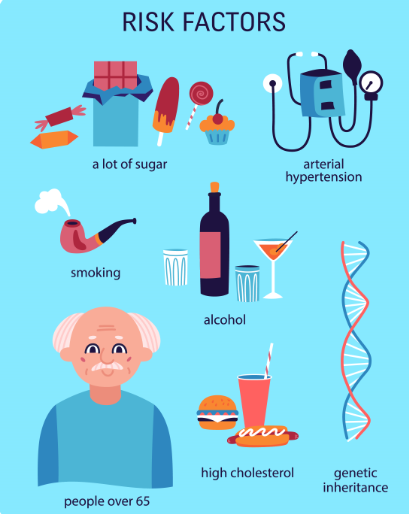 RISK FACTORS
a lot of sugar
arterial
hypertension
smoking
alcohol
people over 65
high cholesterol
genetic
inheritance